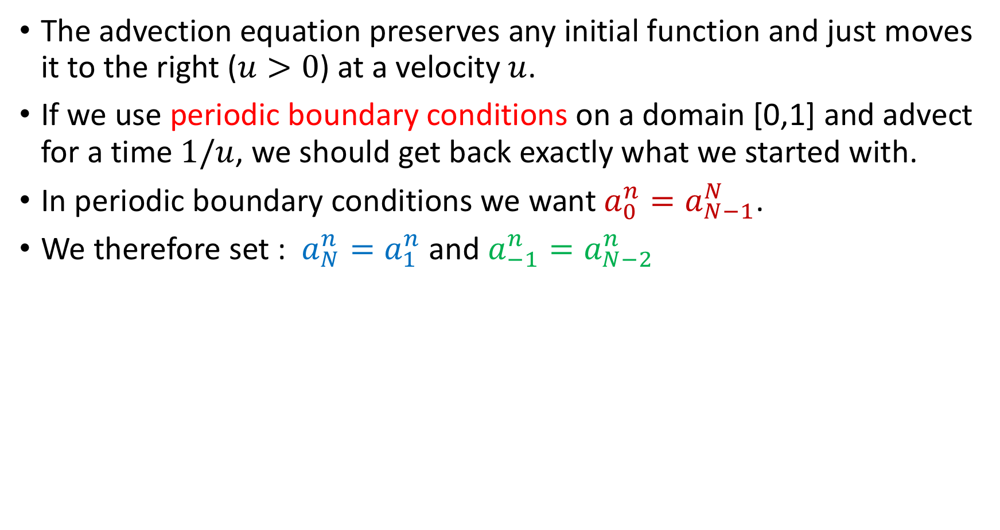 • The advection equation preserves any initial function and just moves
it to the right (𝑢 > 0) at a velocity 𝑢.
• If we use periodic boundary conditions on a domain [0,1] and advect
for a time 1/𝑢, we should get back exactly what we started with.
• In periodic boundary conditions we want $a_0^n = a_{N-1}^N$.
• We therefore set : $a_N^n = a_1^n$ and $a_{-1}^n = a_{N-2}^n$